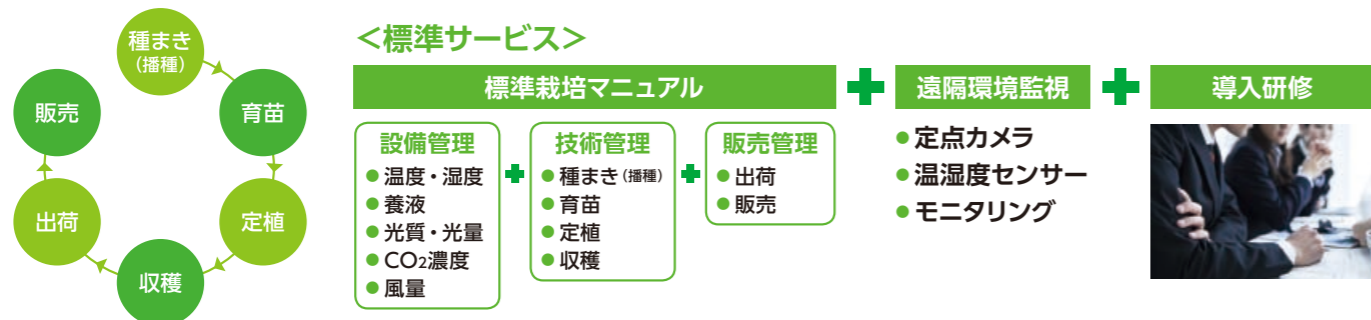 種まき
(播種)
育苗
定植
収穫
出荷
販売
<標準サービス>
標準栽培マニュアル
設備管理
●温度・湿度
●養液
●光質・光量
●CO₂濃度
●風量
技術管理
●種まき(播種)
●育苗
●定植
●収穫
販売管理
●出荷
●販売
遠隔環境監視
●定点カメラ
●温湿度センサー
●モニタリング
導入研修